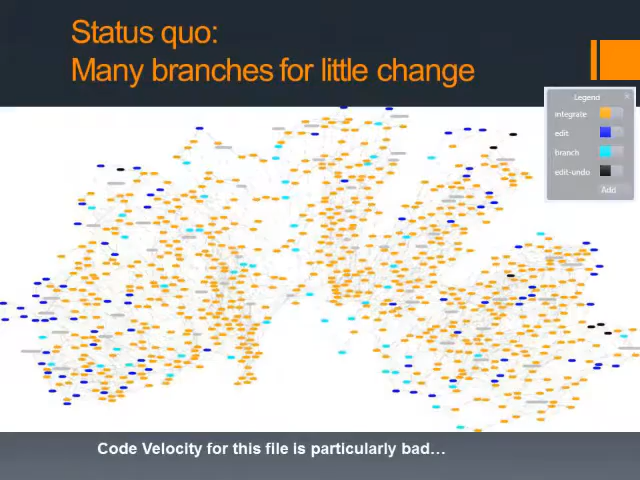 Status quo:
Many branches for little change
Legend
x
integrate
edit
branch
edit-undo
Add
Code Velocity for this file is particularly bad…